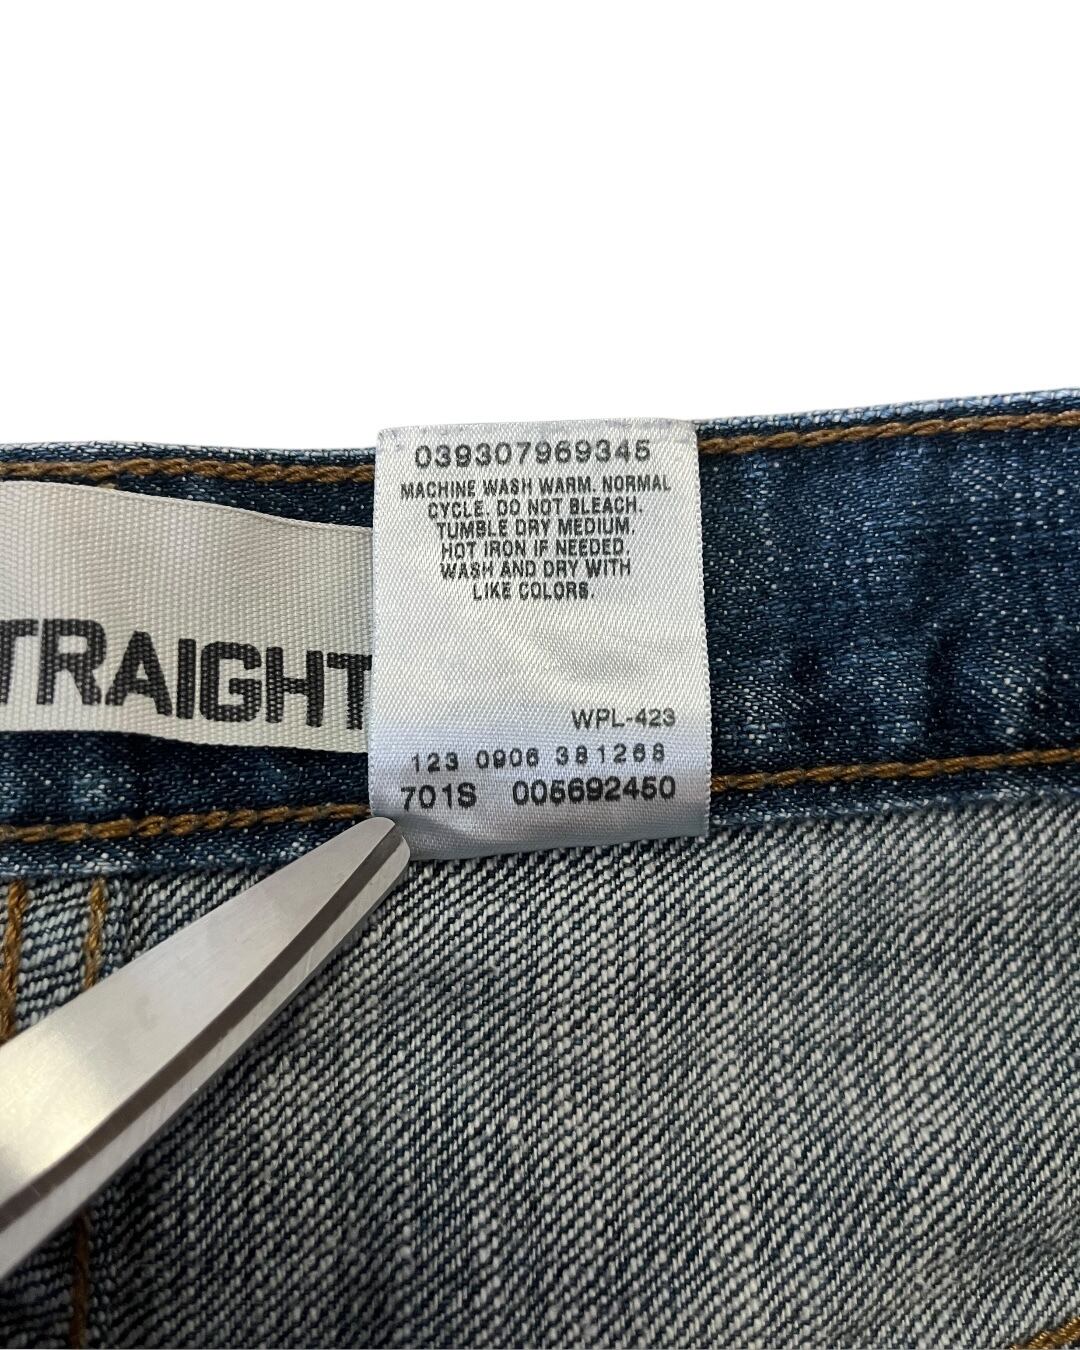 039307969345
MACHINE WASH WARM. NORMAL
CYCLE. DO NOT BLEACH.
TUMBLE DRY MEDIUM.
HOT IRON IF NEEDED.
WASH AND DRY WITH
LIKE COLORS.
TRAIGHT
WPL-423
123 0906 381268
701S 005692450